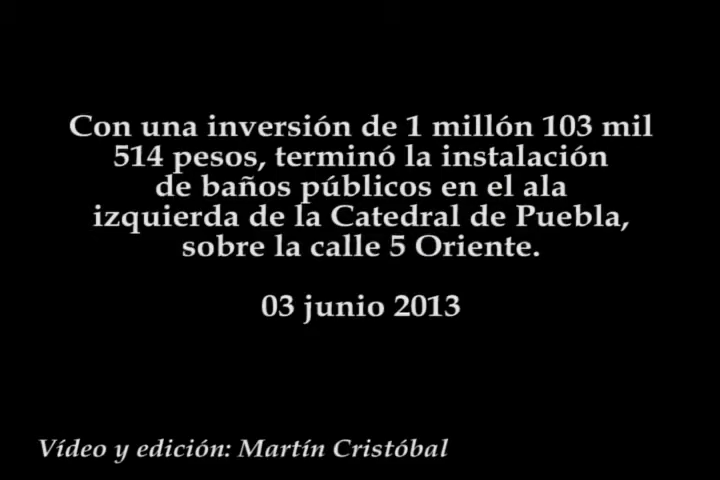 Con una inversión de 1 millón 103 mil
514 pesos, terminó la instalación
de baños públicos en el ala
izquierda de la Catedral de Puebla,
sobre la calle 5 Oriente.
03 junio 2013
Vídeo y edición: Martín Cristóbal